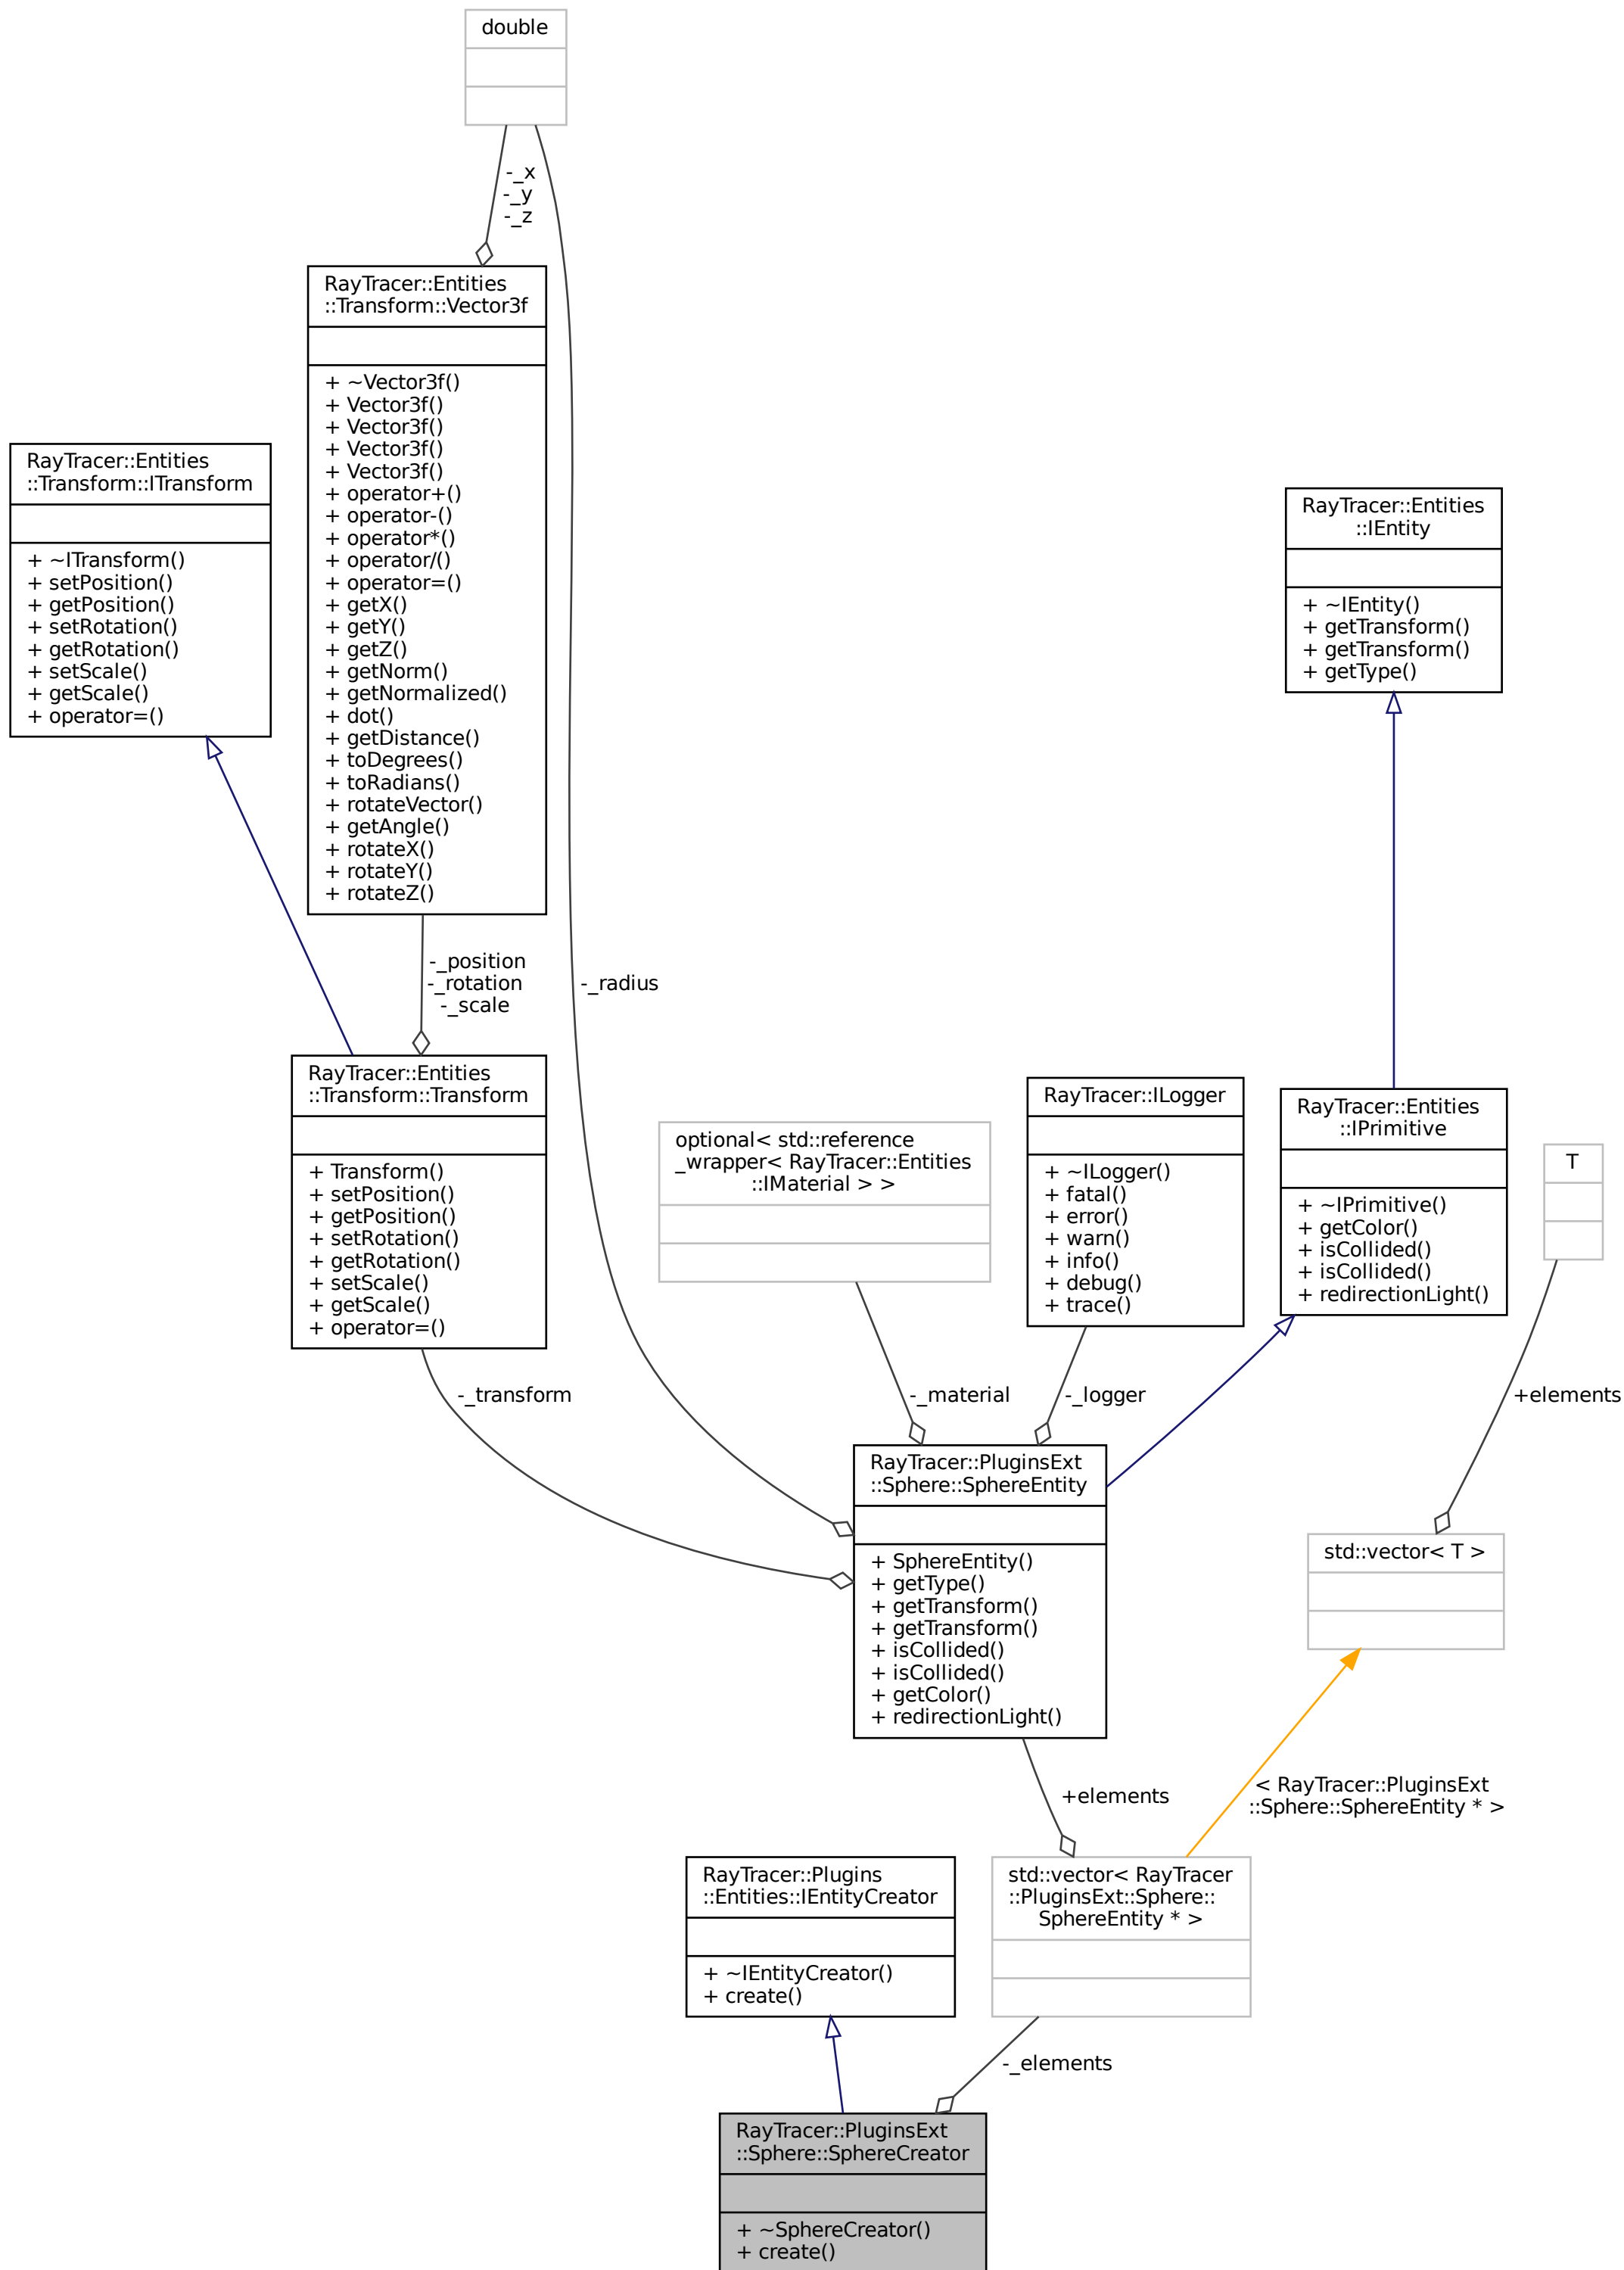 double
-_x
-_y
-_z
RayTracer::Entities
::Transform::Vector3f
+ ~Vector3f()
+ Vector3f()
+ Vector3f()
+ Vector3f()
+ Vector3f()
+ operator+()
+ operator-()
+ operator*()
+ operator/()
+ operator=()
+ getX()
+ getY()
+ getZ()
+ getNorm()
+ getNormalized()
+ dot()
+ getDistance()
+ toDegrees()
+ toRadians()
+ rotateVector()
+ getAngle()
+ rotateX()
+ rotateY()
+ rotateZ()
RayTracer::Entities
::Transform::ITransform
+ ~ITransform()
+ setPosition()
+ getPosition()
+ setRotation()
+ getRotation()
+ setScale()
+ getScale()
+ operator=()
RayTracer::Entities
::IEntity
+ ~IEntity()
+ getTransform()
+ getTransform()
+ getType()
-_position
-_rotation
-_scale
-_radius
RayTracer::Entities
::Transform::Transform
+ Transform()
+ setPosition()
+ getPosition()
+ setRotation()
+ getRotation()
+ setScale()
+ getScale()
+ operator=()
optional< std::reference
_wrapper< RayTracer::Entities
::IMaterial > >
RayTracer::ILogger
+ ~ILogger()
+ fatal()
+ error()
+ warn()
+ info()
+ debug()
+ trace()
RayTracer::Entities
::IPrimitive
+ ~IPrimitive()
+ getColor()
+ isCollided()
+ isCollided()
+ redirectionLight()
T
-_transform
-_material
-_logger
+elements
RayTracer::PluginsExt
::Sphere::SphereEntity
+ SphereEntity()
+ getType()
+ getTransform()
+ getTransform()
+ isCollided()
+ isCollided()
+ getColor()
+ redirectionLight()
std::vector< T >
+elements
< RayTracer::PluginsExt
::Sphere::SphereEntity * >
RayTracer::Plugins
::Entities::IEntityCreator
+ ~IEntityCreator()
+ create()
std::vector< RayTracer
::PluginsExt::Sphere::
SphereEntity * >
-_elements
RayTracer::PluginsExt
::Sphere::SphereCreator
+ ~SphereCreator()
+ create()